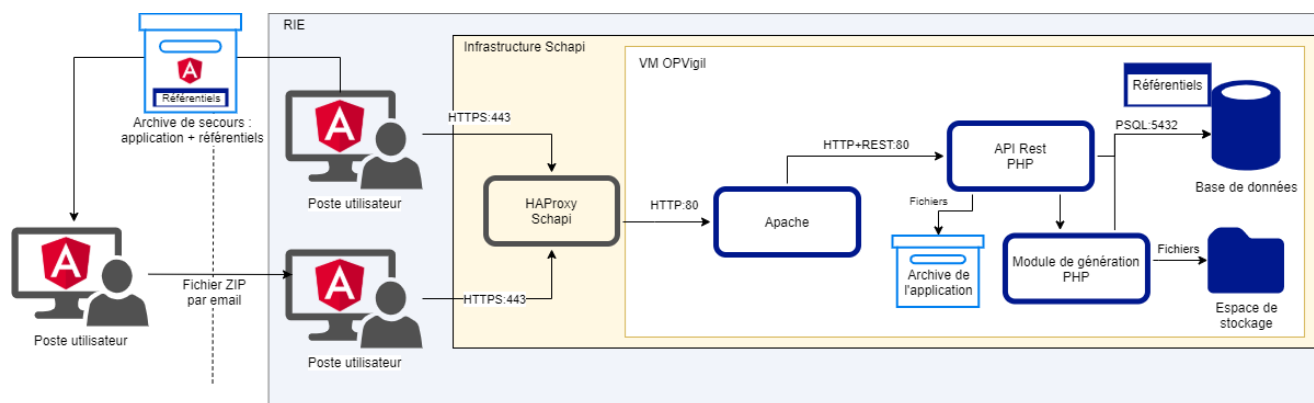 RIE
Infrastructure Schapi
VM OPVigil
Référentiels
Archive de secours :
application + référentiels
HTTPS:443
Poste utilisateur
HAProxy
Schapi
HTTP:80
Apache
HTTP+REST:80
API Rest
PHP
Référentiels
PSQL:5432
Base de données
Fichiers
Archive de
l'application
Module de génération
PHP
Fichiers
Espace de
stockage
Fichier ZIP
par email
Poste utilisateur
HTTPS:443
Poste utilisateur